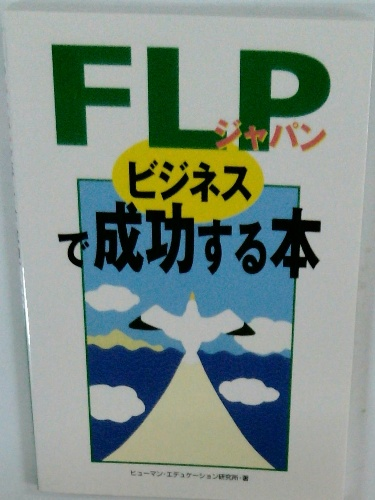 FLP
ジャパン
ビジネス
で成功する本
ヒューマン・エデュケーション研究所・著